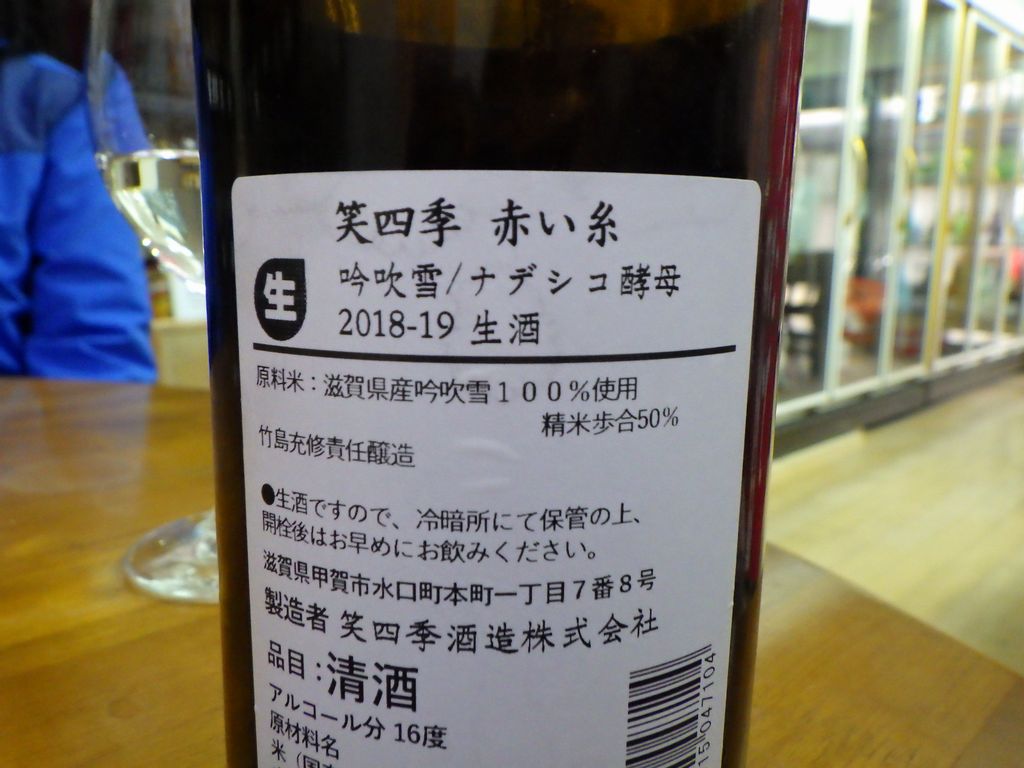 笑四季 赤い糸
生
吟吹雪/ナデシコ酵母
2018-19 生酒
原料米：滋賀県産吟吹雪１００％使用
精米歩合50%
竹島充修責任醸造
●生酒ですので、冷暗所にて保管の上、
開栓後はお早めにお飲みください。
滋賀県甲賀市水口町本町一丁目７番８号
製造者 笑四季酒造株式会社
品目：清酒
アルコール分 16度
原材料名
米（国
15 047104